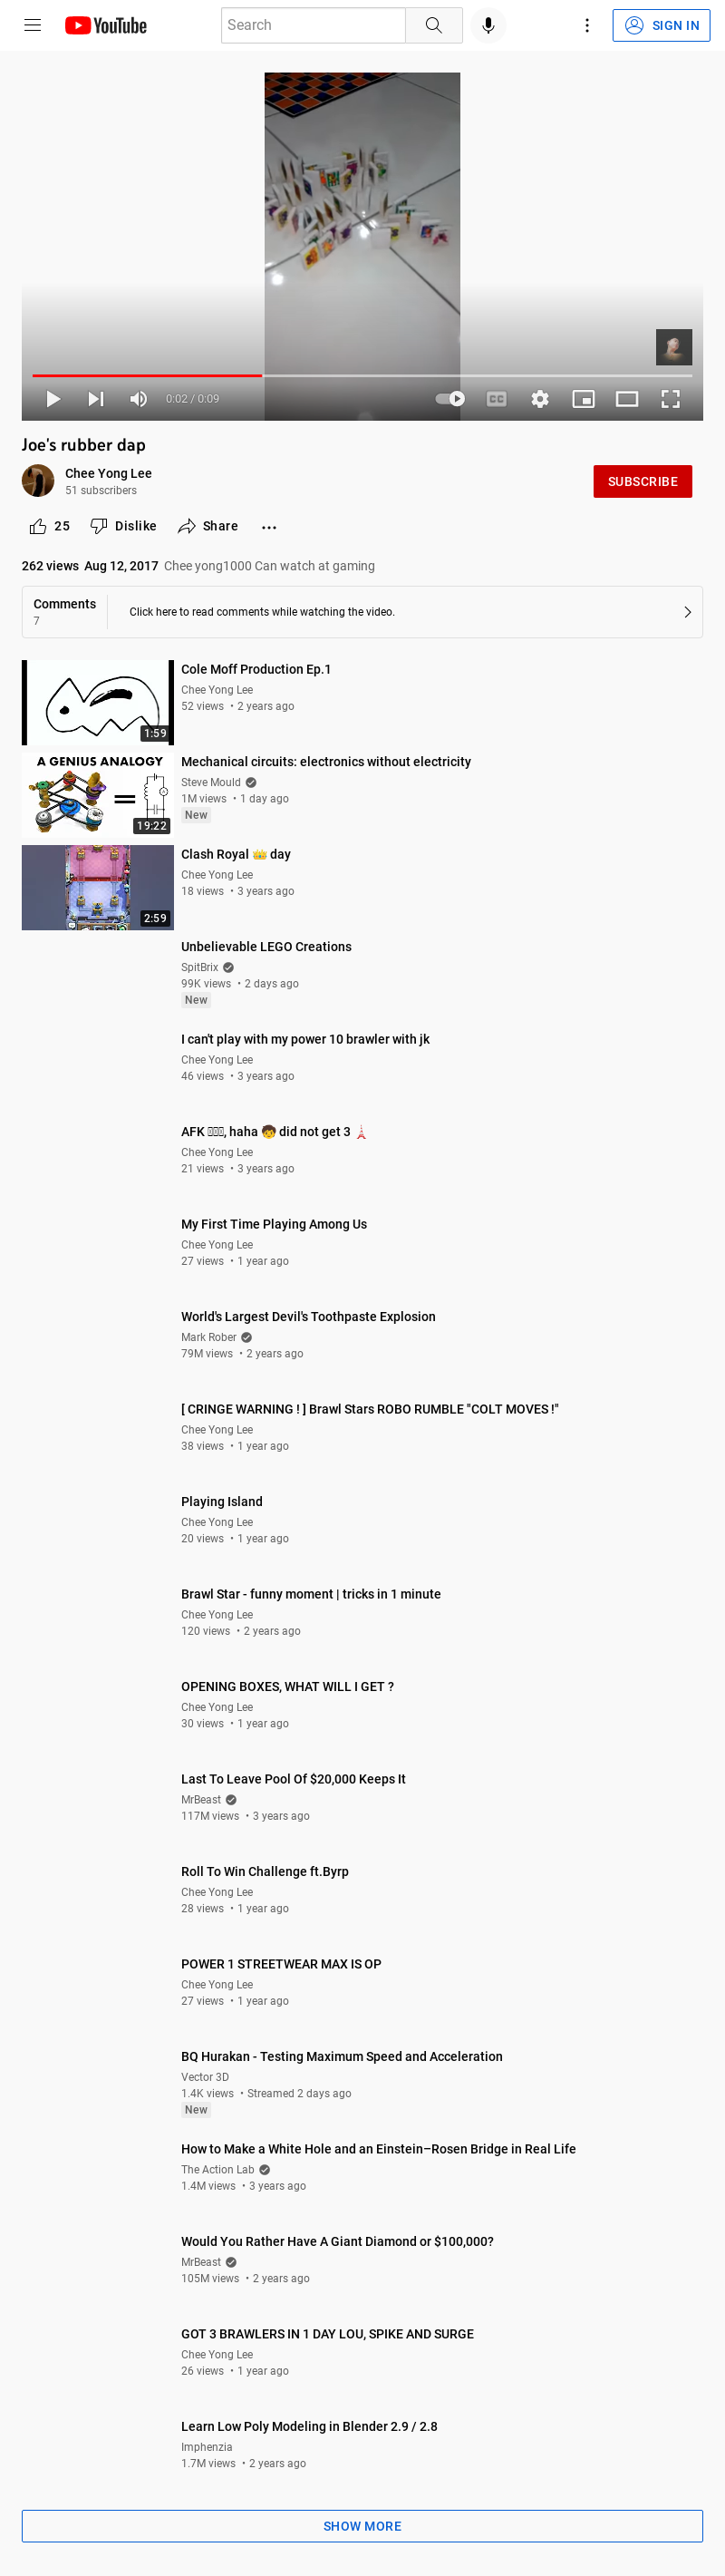 YouTube
Search
SIGN IN
0:02 / 0:09
CC
Joe's rubber dap
Chee Yong Lee
51 subscribers
SUBSCRIBE
25
Dislike
Share
262 views Aug 12, 2017 Chee yong1000 Can watch at gaming
Comments
7
Click here to read comments while watching the video.
1:59
Cole Moff Production Ep.1
Chee Yong Lee
52 views • 2 years ago
A GENIUS ANALOGY
=
19:22
Mechanical circuits: electronics without electricity
Steve Mould
1M views • 1 day ago
New
2:59
Clash Royal 👑 day
Chee Yong Lee
18 views • 3 years ago
Unbelievable LEGO Creations
SpitBrix
99K views • 2 days ago
New
I can't play with my power 10 brawler with jk
Chee Yong Lee
46 views • 3 years ago
AFK , haha 🧒 did not get 3 🗼
Chee Yong Lee
21 views • 3 years ago
My First Time Playing Among Us
Chee Yong Lee
27 views • 1 year ago
World's Largest Devil's Toothpaste Explosion
Mark Rober
79M views • 2 years ago
[ CRINGE WARNING ! ] Brawl Stars ROBO RUMBLE "COLT MOVES !"
Chee Yong Lee
38 views • 1 year ago
Playing Island
Chee Yong Lee
20 views • 1 year ago
Brawl Star - funny moment | tricks in 1 minute
Chee Yong Lee
120 views • 2 years ago
OPENING BOXES, WHAT WILL I GET ?
Chee Yong Lee
30 views • 1 year ago
Last To Leave Pool Of $20,000 Keeps It
MrBeast
117M views • 3 years ago
Roll To Win Challenge ft.Byrp
Chee Yong Lee
28 views • 1 year ago
POWER 1 STREETWEAR MAX IS OP
Chee Yong Lee
27 views • 1 year ago
BQ Hurakan - Testing Maximum Speed and Acceleration
Vector 3D
1.4K views • Streamed 2 days ago
New
How to Make a White Hole and an Einstein–Rosen Bridge in Real Life
The Action Lab
1.4M views • 3 years ago
Would You Rather Have A Giant Diamond or $100,000?
MrBeast
105M views • 2 years ago
GOT 3 BRAWLERS IN 1 DAY LOU, SPIKE AND SURGE
Chee Yong Lee
26 views • 1 year ago
Learn Low Poly Modeling in Blender 2.9 / 2.8
Imphenzia
1.7M views • 2 years ago
SHOW MORE